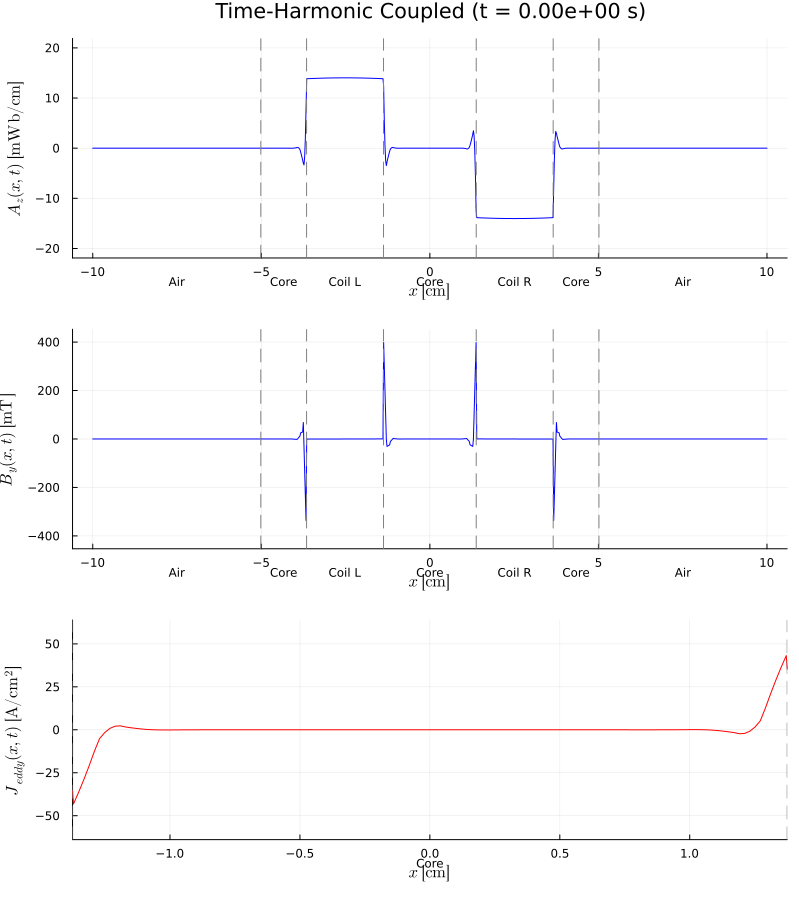 Time-Harmonic Coupled (t = 0.00e+00 s)
A_z(x, t) [mWb/cm]
20
10
0
−10
−20
−10 −5 0 5 10
Air Core Coil L Core Coil R Core Air
x [cm]
B_y(x, t) [mT]
400
200
0
−200
−400
−10 −5 0 5 10
Air Core Coil L Core Coil R Core Air
x [cm]
J_eddy(x, t) [A/cm²]
50
25
0
−25
−50
−1.0 −0.5 0.0 0.5 1.0
Core
x [cm]